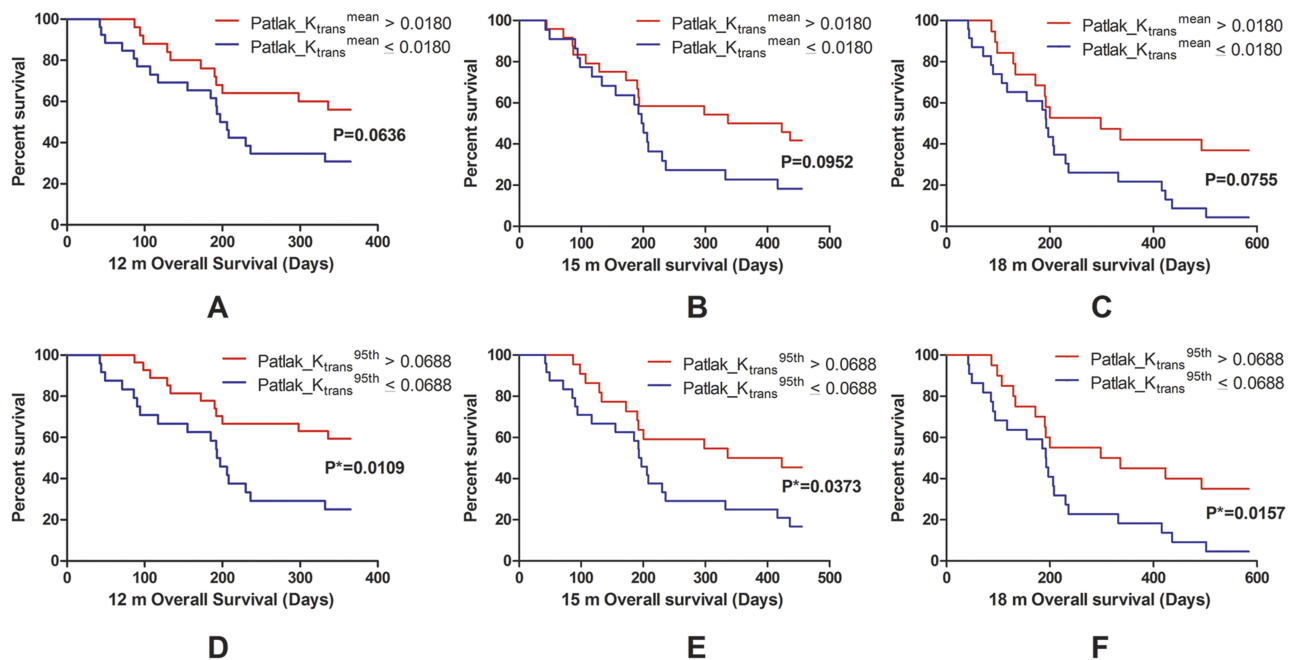 Patlak_Ktrans^mean > 0.0180
Patlak_Ktrans^mean ≤ 0.0180
Percent survival
100
80
60
40
20
0
P=0.0636
0 100 200 300 400
12 m Overall Survival (Days)
A
Patlak_Ktrans^mean > 0.0180
Patlak_Ktrans^mean ≤ 0.0180
Percent survival
100
80
60
40
20
0
P=0.0952
0 100 200 300 400 500
15 m Overall survival (Days)
B
Patlak_Ktrans^mean > 0.0180
Patlak_Ktrans^mean ≤ 0.0180
Percent survival
100
80
60
40
20
0
P=0.0755
0 200 400 600
18 m Overall survival (Days)
C
Patlak_Ktrans^95th > 0.0688
Patlak_Ktrans^95th ≤ 0.0688
Percent survival
100
80
60
40
20
0
P*=0.0109
0 100 200 300 400
12 m Overall Survival (Days)
D
Patlak_Ktrans^95th > 0.0688
Patlak_Ktrans^95th ≤ 0.0688
Percent survival
100
80
60
40
20
0
P*=0.0373
0 100 200 300 400 500
15 m Overall survival (Days)
E
Patlak_Ktrans^95th > 0.0688
Patlak_Ktrans^95th ≤ 0.0688
Percent survival
100
80
60
40
20
0
P*=0.0157
0 200 400 600
18 m Overall survival (Days)
F